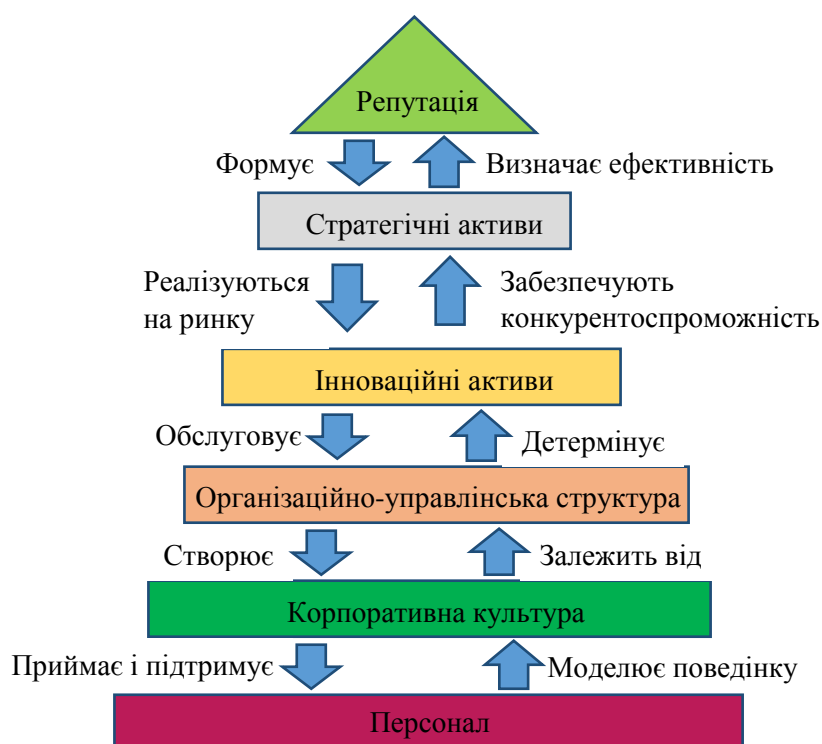 Репутація
Формує
Визначає ефективність
Стратегічні активи
Реалізуються
на ринку
Забезпечують
конкурентоспроможність
Інноваційні активи
Обслуговує
Детермінує
Організаційно-управлінська структура
Створює
Залежить від
Корпоративна культура
Приймає і підтримує
Моделює поведінку
Персонал